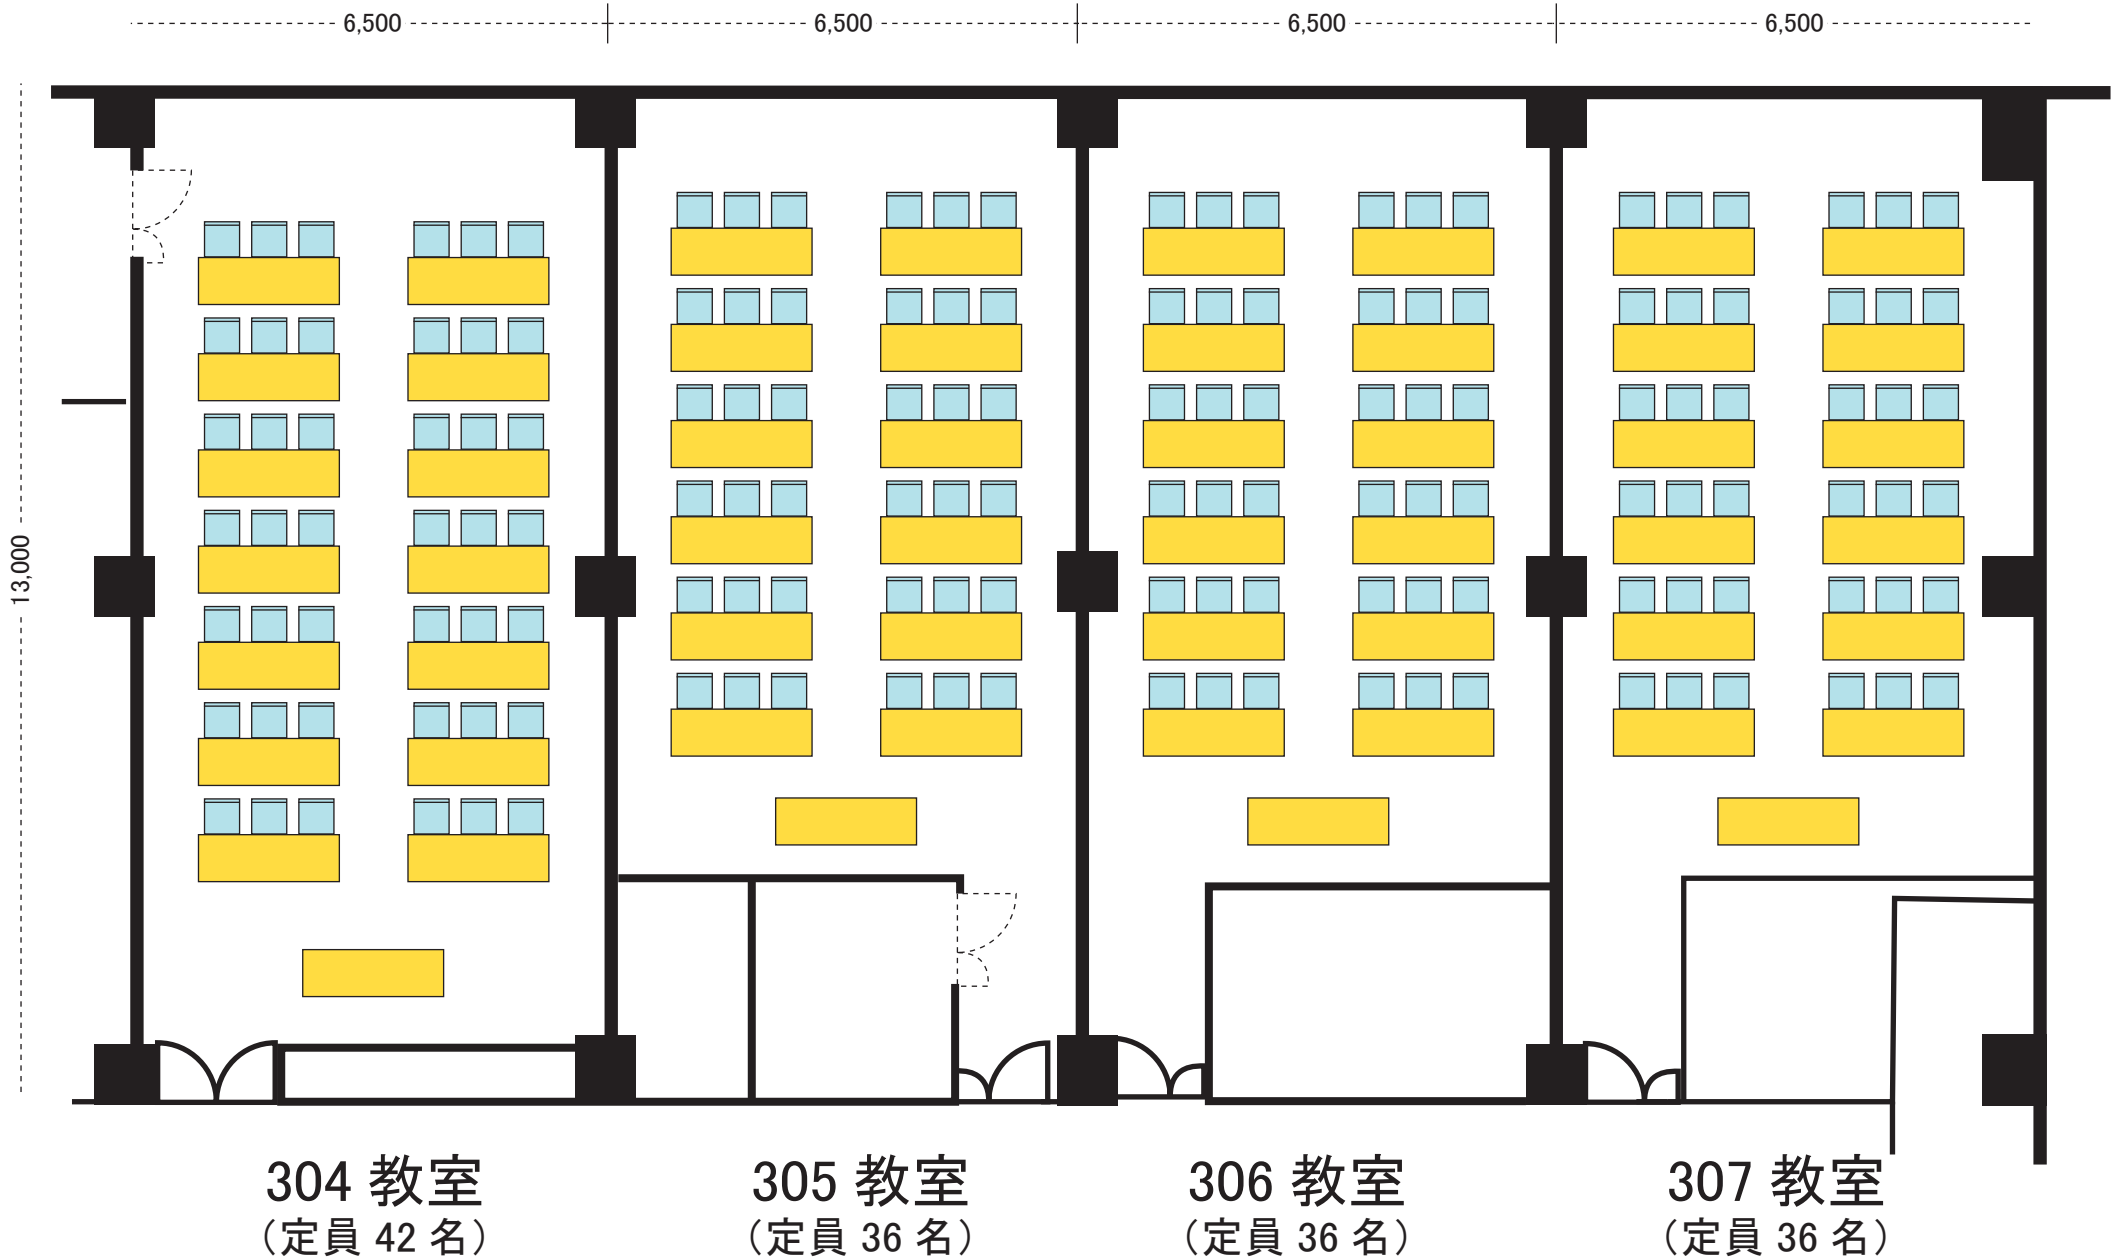 6,500
6,500
6,500
6,500
13,000
304 教室
（定員 42 名）
305 教室
（定員 36 名）
306 教室
（定員 36 名）
307 教室
（定員 36 名）